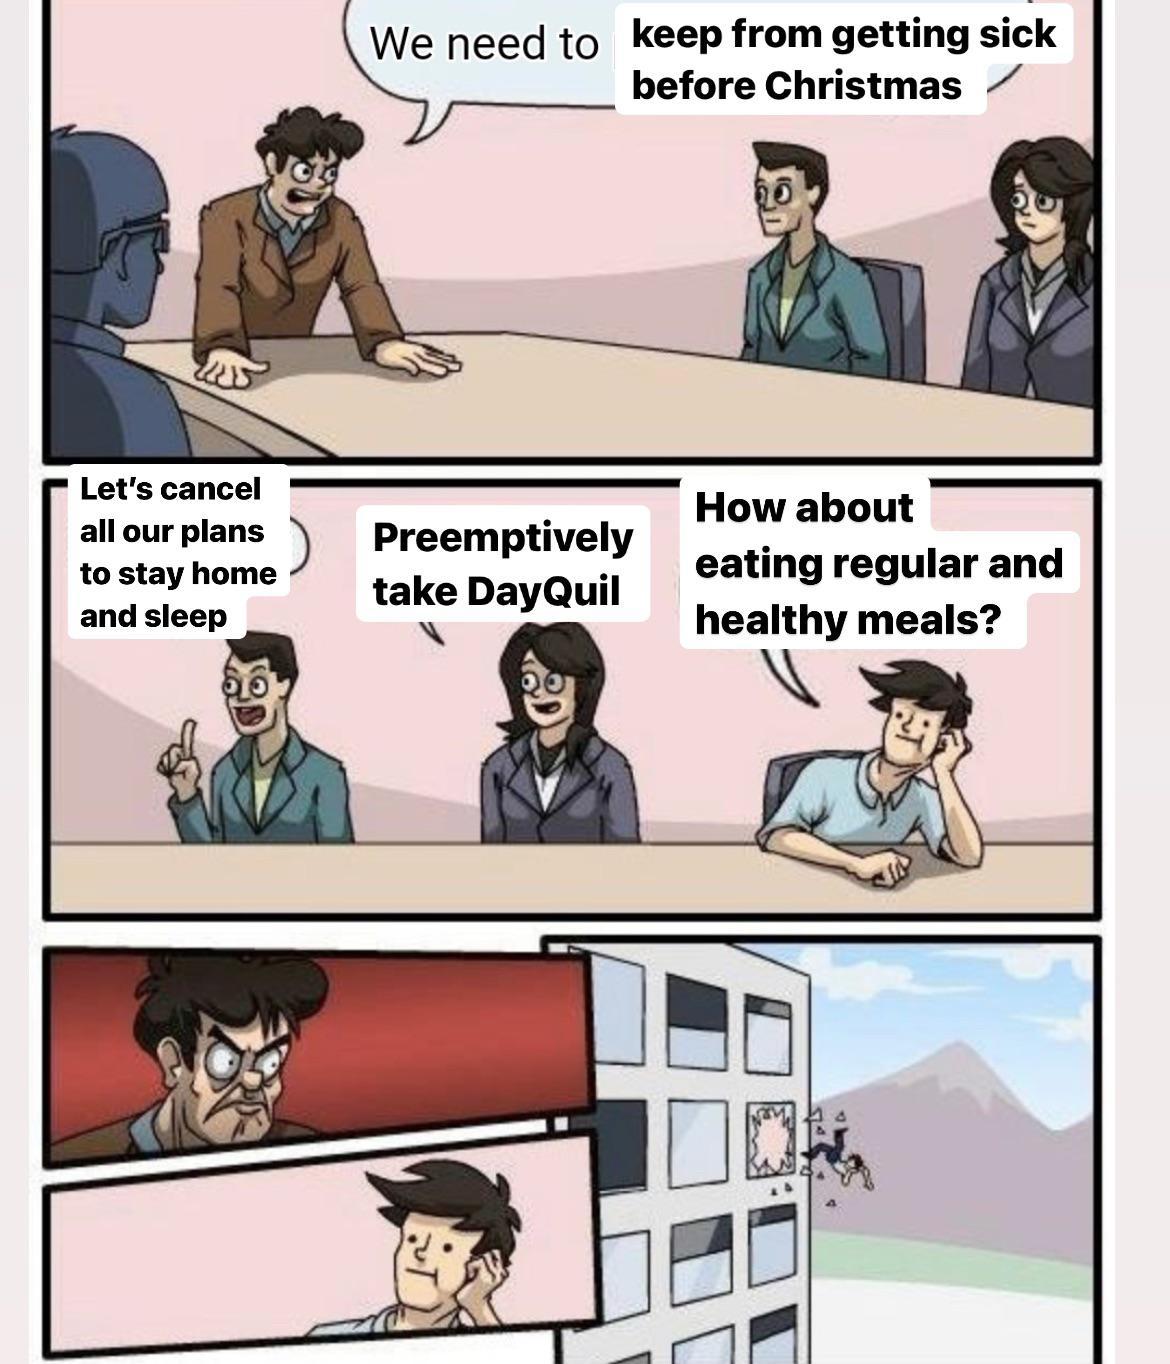 We need to keep from getting sick
before Christmas
Let's cancel
all our plans
to stay home
and sleep
Preemptively
take DayQuil
How about
eating regular and
healthy meals?